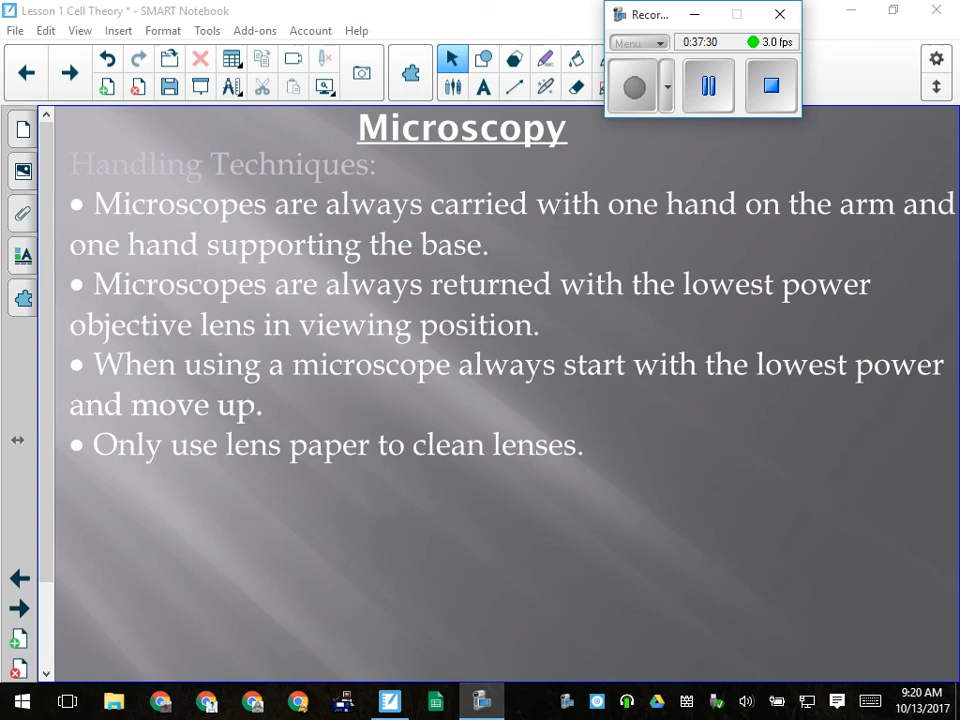 Lesson 1 Cell Theory * - SMART Notebook
Recor...
File Edit View Insert Format Tools Add-ons Account Help
Menu 0:37:30 3.0 fps
Microscopy
Handling Techniques:
• Microscopes are always carried with one hand on the arm and
one hand supporting the base.
• Microscopes are always returned with the lowest power
objective lens in viewing position.
• When using a microscope always start with the lowest power
and move up.
• Only use lens paper to clean lenses.
9:20 AM
10/13/2017